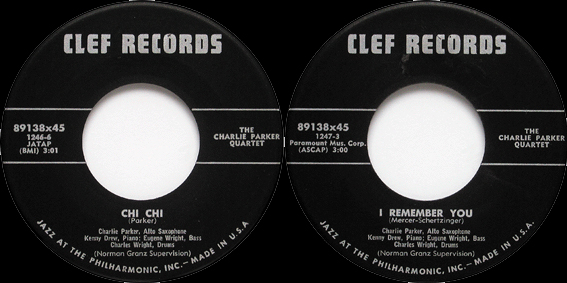 CLEF RECORDS
89138x45
1246-6
JATAP
(BMI) 3:01
THE
CHARLIE PARKER
QUARTET
CHI CHI
(Parker)
Charlie Parker, Alto Saxophone
Kenny Drew, Piano; Eugene Wright, Bass
Charles Wright, Drums
(Norman Granz Supervision)
JAZZ AT THE PHILHARMONIC, INC.—MADE IN U.S.A.
CLEF RECORDS
89138x45
1247-3
Paramount Mus. Corp.
(ASCAP) 3:00
THE
CHARLIE PARKER
QUARTET
I REMEMBER YOU
(Mercer-Schertzinger)
Charlie Parker, Alto Saxophone
Kenny Drew, Piano; Eugene Wright, Bass
Charles Wright, Drums
(Norman Granz Supervision)
JAZZ AT THE PHILHARMONIC, INC.—MADE IN U.S.A.